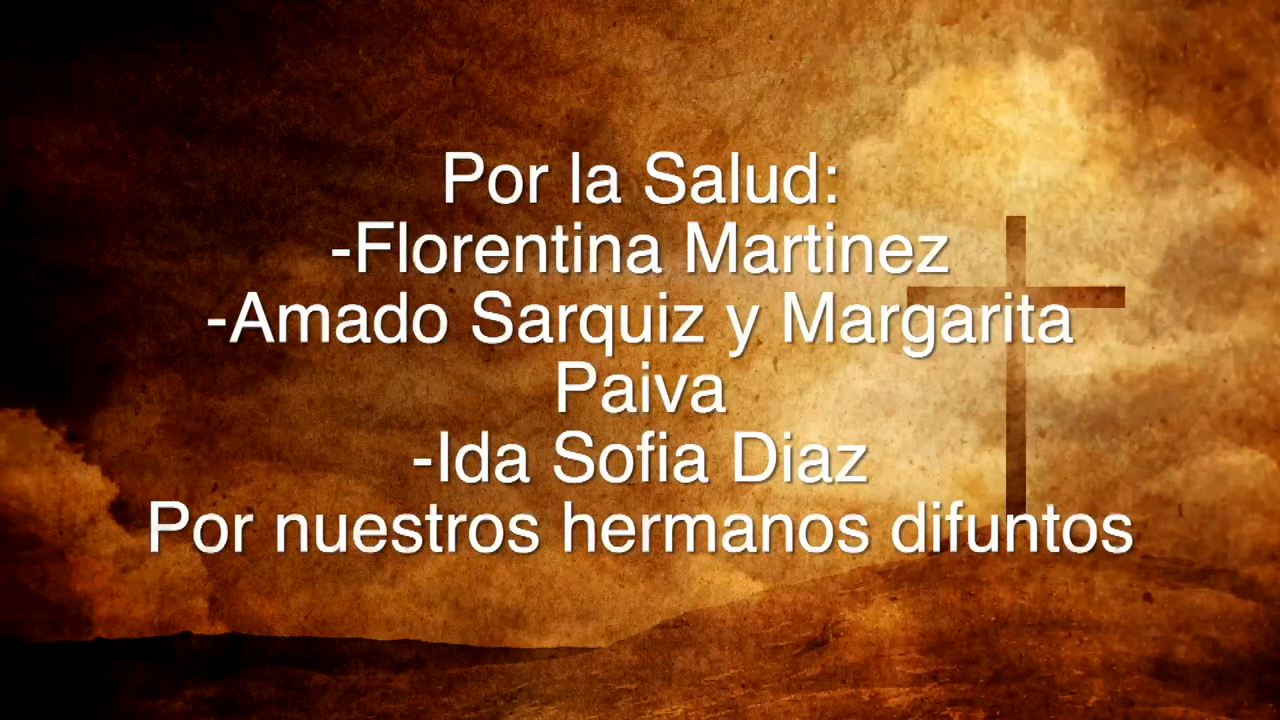 Por la Salud:
-Florentina Martinez
-Amado Sarquiz y Margarita
Paiva
-Ida Sofia Diaz
Por nuestros hermanos difuntos